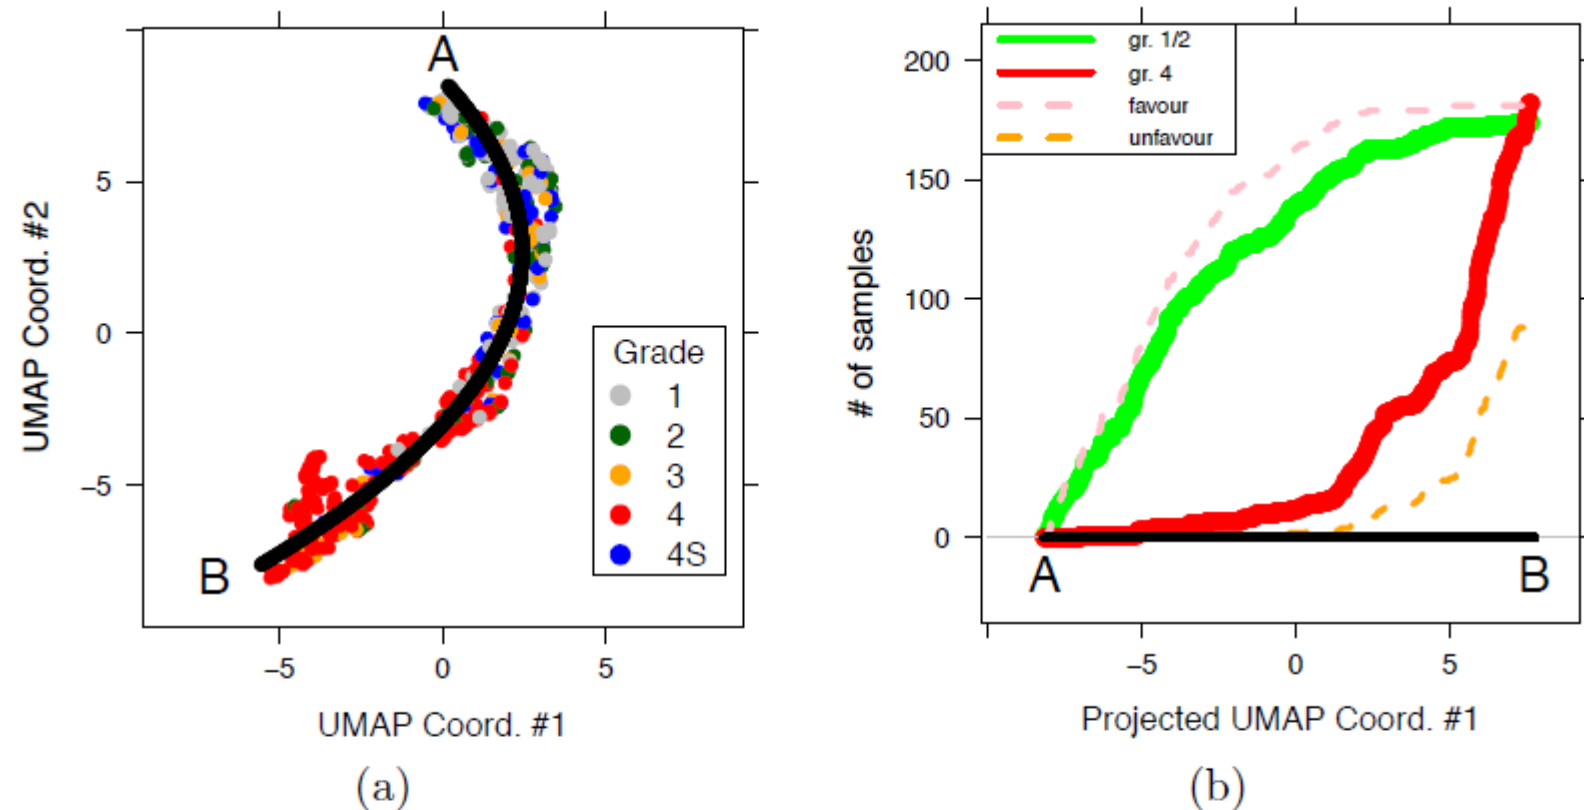 A
5
0
−5
UMAP Coord. #2
Grade
1
2
3
4
4S
B
−5 0 5
UMAP Coord. #1
(a)
gr. 1/2
gr. 4
favour
unfavour
200
150
100
50
0
# of samples
A B
−5 0 5
Projected UMAP Coord. #1
(b)